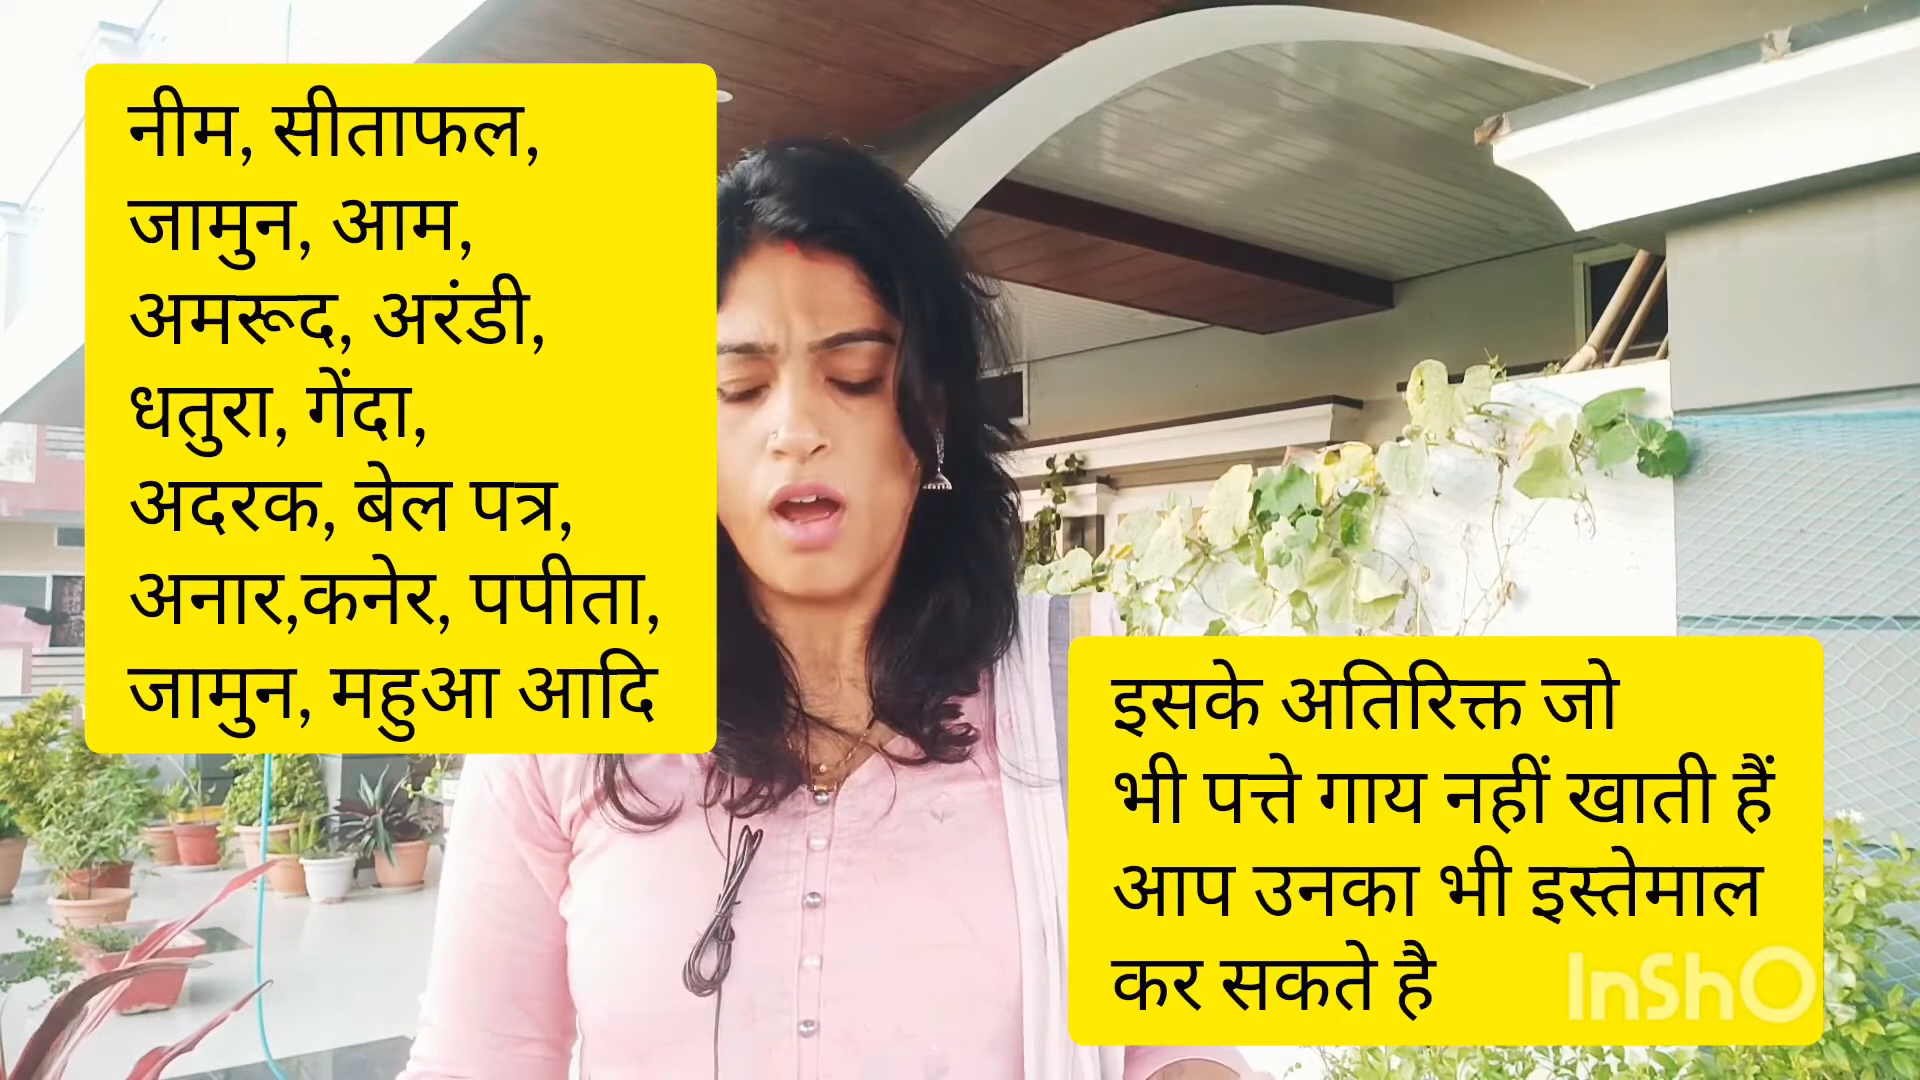 नीम, सीताफल,
जामुन, आम,
अमरूद, अरंडी,
धतुरा, गेंदा,
अदरक, बेल पत्र,
अनार,कनेर, पपीता,
जामुन, महुआ आदि
इसके अतिरिक्त जो
भी पत्ते गाय नहीं खाती हैं
आप उनका भी इस्तेमाल
कर सकते है
InShO